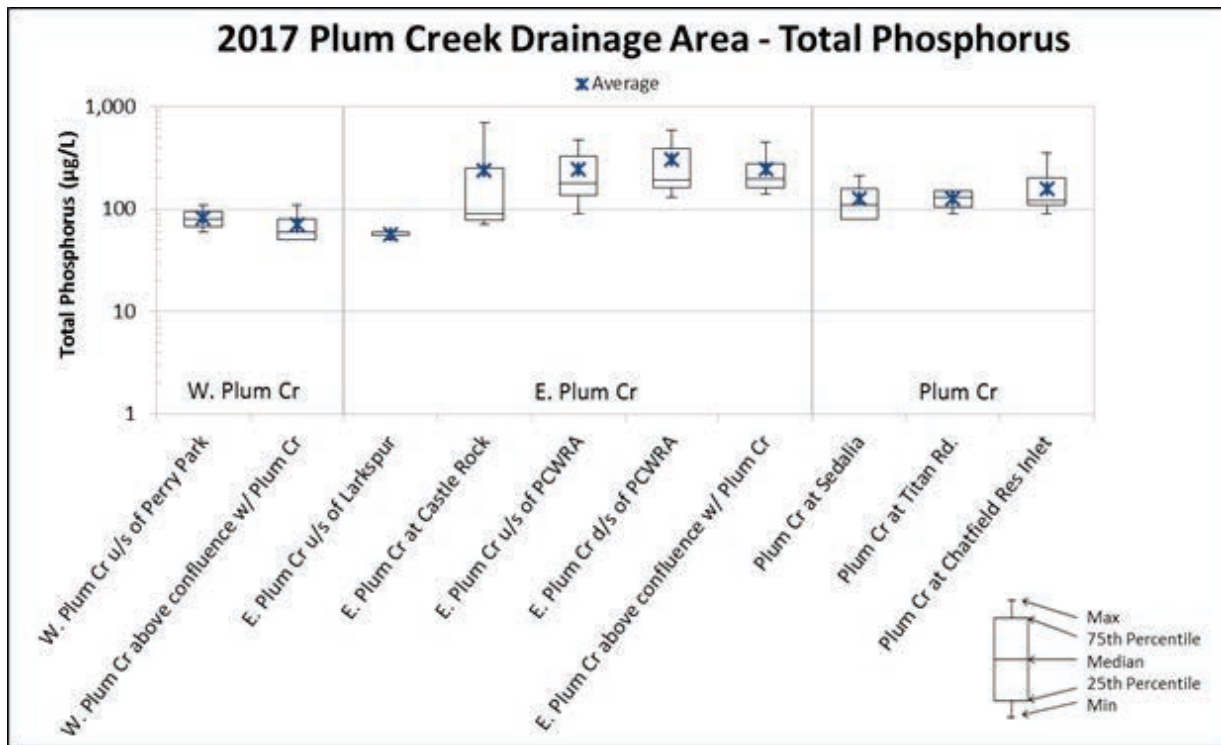 2017 Plum Creek Drainage Area - Total Phosphorus
Average
Total Phosphorus (µg/L)
1,000
100
10
1
W. Plum Cr
E. Plum Cr
Plum Cr
W. Plum Cr u/s of Perry Park
W. Plum Cr above confluence w/ Plum Cr
E. Plum Cr u/s of Larkspur
E. Plum Cr at Castle Rock
E. Plum Cr u/s of PCWRA
E. Plum Cr d/s of PCWRA
E. Plum Cr above confluence w/ Plum Cr
Plum Cr at Sedalia
Plum Cr at Titan Rd.
Plum Cr at Chatfield Res Inlet
Max
75th Percentile
Median
25th Percentile
Min